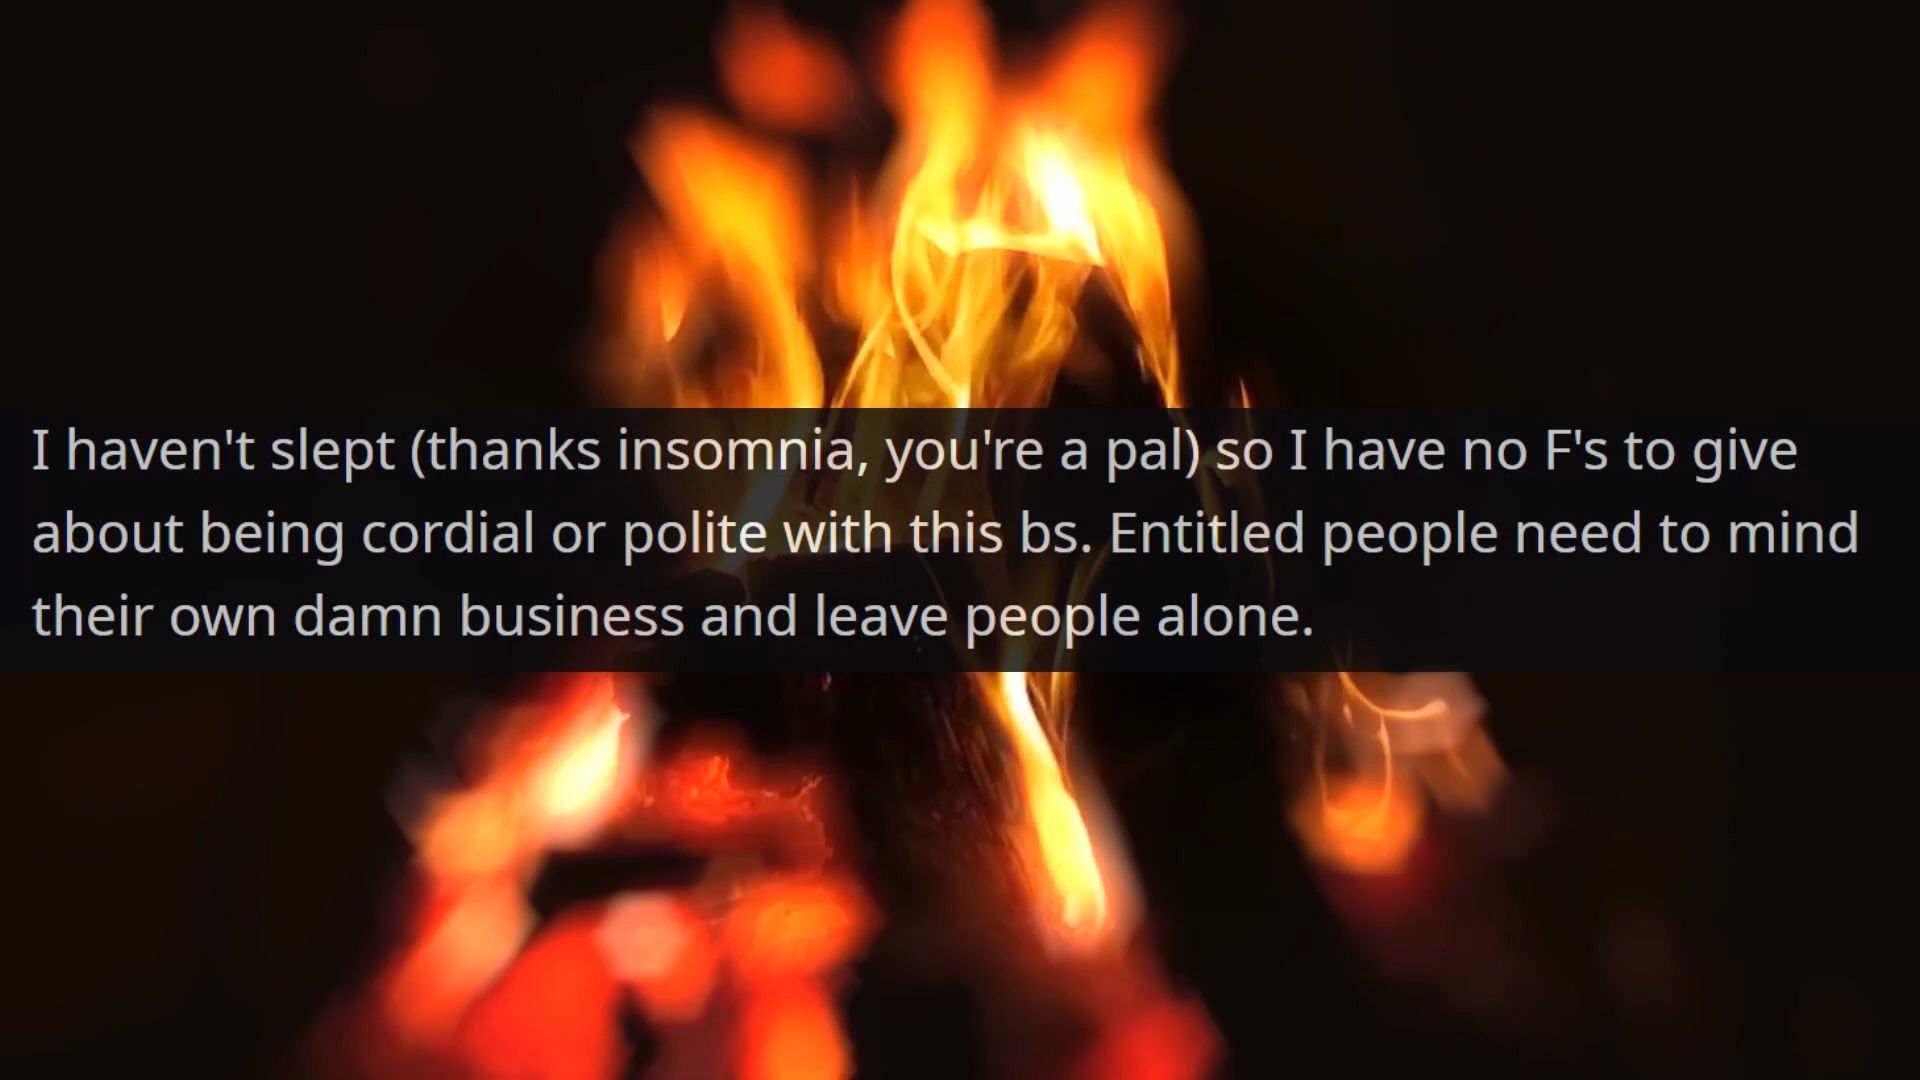 I haven't slept (thanks insomnia, you're a pal) so I have no F's to give
about being cordial or polite with this bs. Entitled people need to mind
their own damn business and leave people alone.